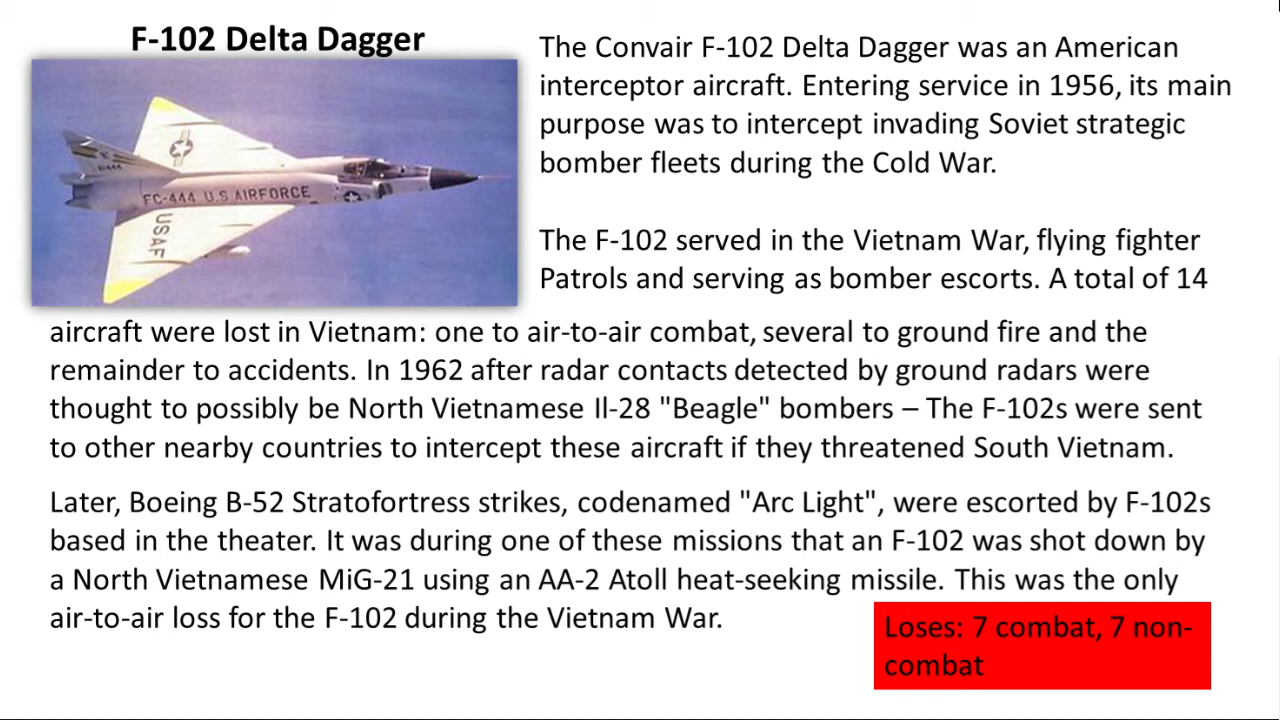 F-102 Delta Dagger
The Convair F-102 Delta Dagger was an American
interceptor aircraft. Entering service in 1956, its main
purpose was to intercept invading Soviet strategic
bomber fleets during the Cold War.
The F-102 served in the Vietnam War, flying fighter
Patrols and serving as bomber escorts. A total of 14
aircraft were lost in Vietnam: one to air-to-air combat, several to ground fire and the
remainder to accidents. In 1962 after radar contacts detected by ground radars were
thought to possibly be North Vietnamese Il-28 "Beagle" bombers – The F-102s were sent
to other nearby countries to intercept these aircraft if they threatened South Vietnam.
Later, Boeing B-52 Stratofortress strikes, codenamed "Arc Light", were escorted by F-102s
based in the theater. It was during one of these missions that an F-102 was shot down by
a North Vietnamese MiG-21 using an AA-2 Atoll heat-seeking missile. This was the only
air-to-air loss for the F-102 during the Vietnam War.
Loses: 7 combat, 7 non-
combat
FC-444 U.S. AIRFORCE
USAF